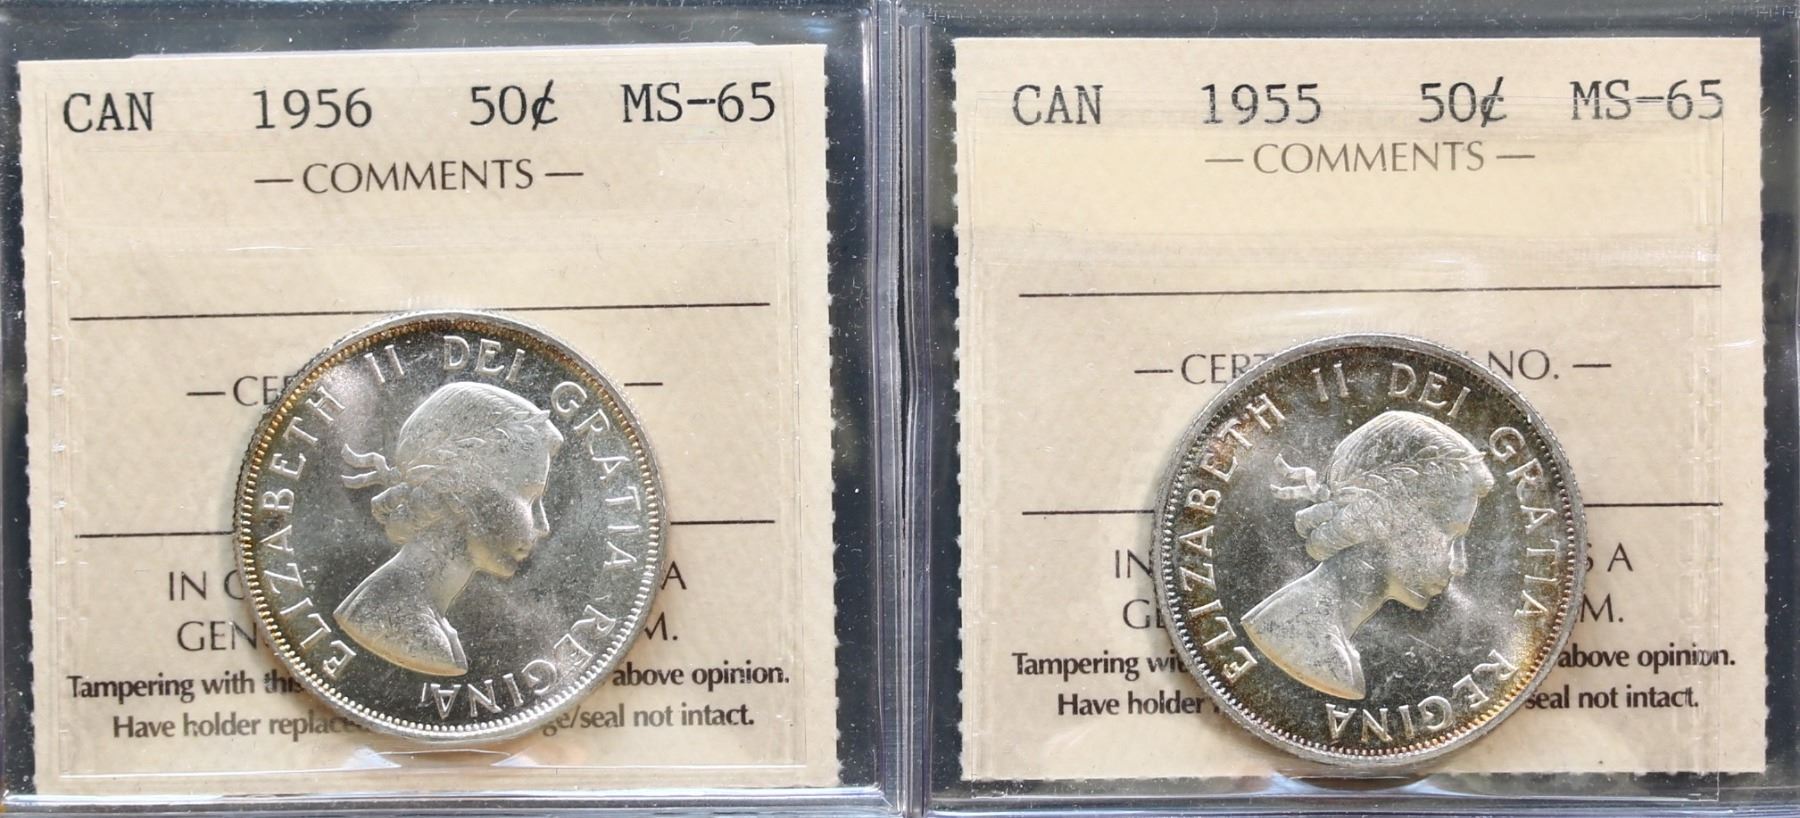 CAN 1956 50¢ MS-65
— COMMENTS —
— CE —
IN A
GEN M.
Tampering with this above opinion.
Have holder replace ge/seal not intact.
ELIZABETH II DEI GRATIA REGINA
CAN 1955 50¢ MS-65
— COMMENTS —
— CERT NO. —
IN S A
GE M.
Tampering wit above opinion.
Have holder seal not intact.
ELIZABETH II DEI GRATIA REGINA